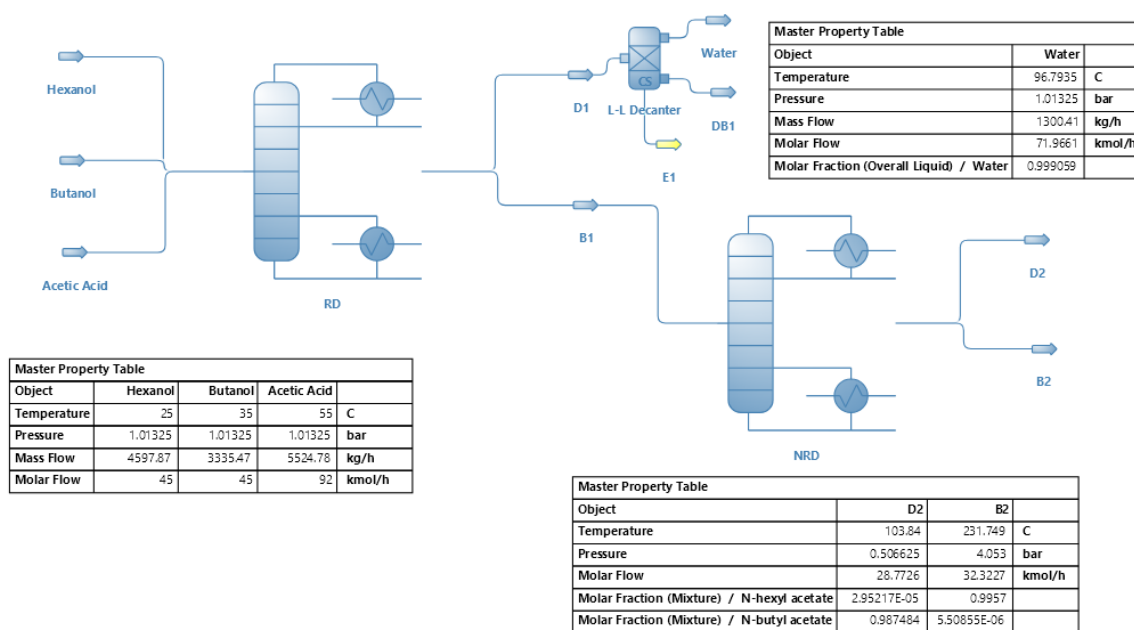 Hexanol
Butanol
Acetic Acid
RD
D1
CS
L-L Decanter
Water
DB1
E1
B1
NRD
D2
B2
Master Property Table
Object Water
Temperature 96.7935 C
Pressure 1.01325 bar
Mass Flow 1300.41 kg/h
Molar Flow 71.9661 kmol/h
Molar Fraction (Overall Liquid) / Water 0.999059
Master Property Table
Object Hexanol Butanol Acetic Acid
Temperature 25 35 55 C
Pressure 1.01325 1.01325 1.01325 bar
Mass Flow 4597.87 3335.47 5524.78 kg/h
Molar Flow 45 45 92 kmol/h
Master Property Table
Object D2 B2
Temperature 103.84 231.749 C
Pressure 0.506625 4.053 bar
Molar Flow 28.7726 32.3227 kmol/h
Molar Fraction (Mixture) / N-hexyl acetate 2.95217E-05 0.9957
Molar Fraction (Mixture) / N-butyl acetate 0.987484 5.50855E-06